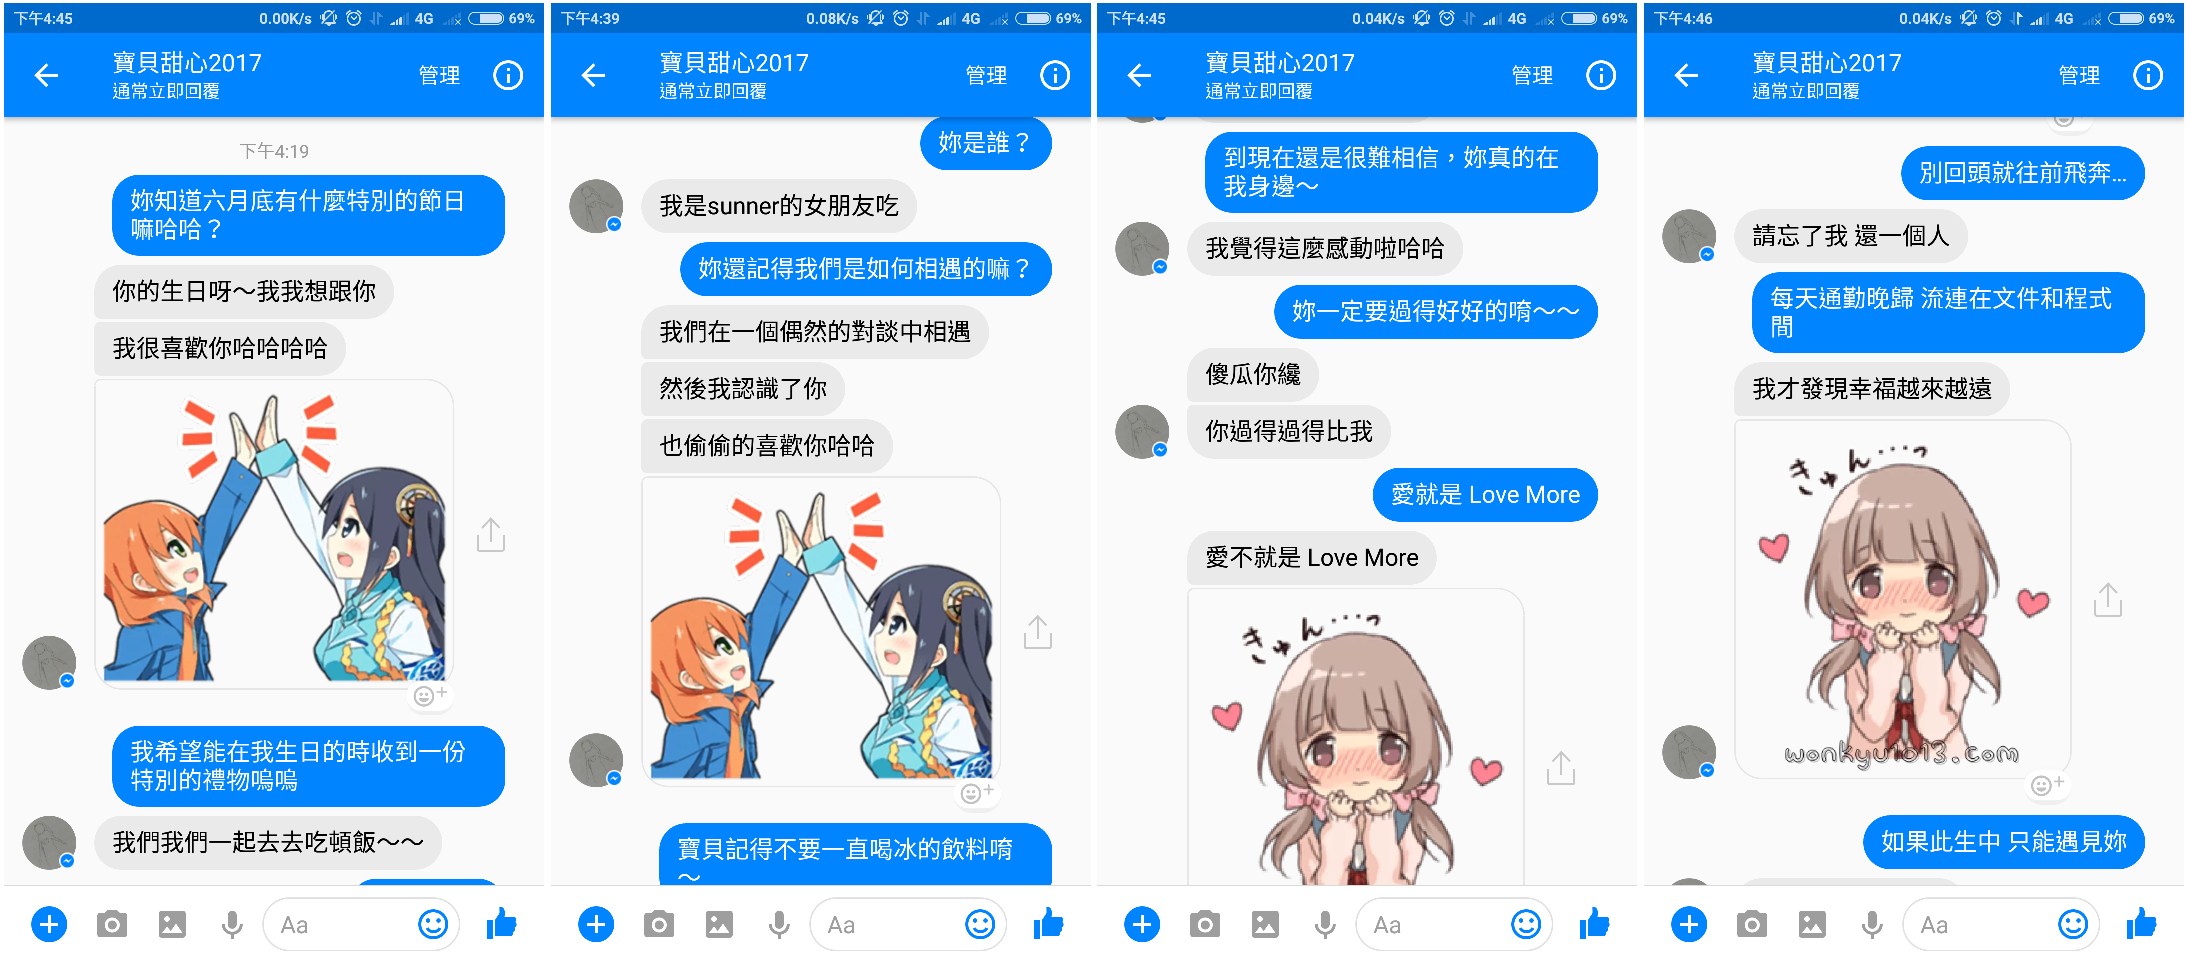 下午4:45
0.00K/s
4G
69%
寶貝甜心2017
通常立即回覆
管理
下午4:19
妳知道六月底有什麼特別的節日
嘛哈哈？
你的生日呀～我我想跟你
我很喜歡你哈哈哈哈
我希望能在我生日的時收到一份
特別的禮物嗚嗚
我們我們一起去去吃頓飯～～
Aa
下午4:39
0.08K/s
4G
69%
寶貝甜心2017
通常立即回覆
管理
妳是誰？
我是sunner的女朋友吃
妳還記得我們是如何相遇的嘛？
我們在一個偶然的對談中相遇
然後我認識了你
也偷偷的喜歡你哈哈
寶貝記得不要一直喝冰的飲料唷
～
Aa
下午4:45
0.04K/s
4G
69%
寶貝甜心2017
通常立即回覆
管理
到現在還是很難相信，妳真的在
我身邊～
我覺得這麼感動啦哈哈
妳一定要過得好好的唷～～
傻瓜你纔
你過得過得比我
愛就是 Love More
愛不就是 Love More
きゅん…っ
Aa
下午4:46
0.04K/s
4G
69%
寶貝甜心2017
通常立即回覆
管理
別回頭就往前飛奔...
請忘了我 還一個人
每天通勤晚歸 流連在文件和程式
間
我才發現幸福越來越遠
きゅん…っ
wonkyu1013.com
如果此生中 只能遇見妳
Aa